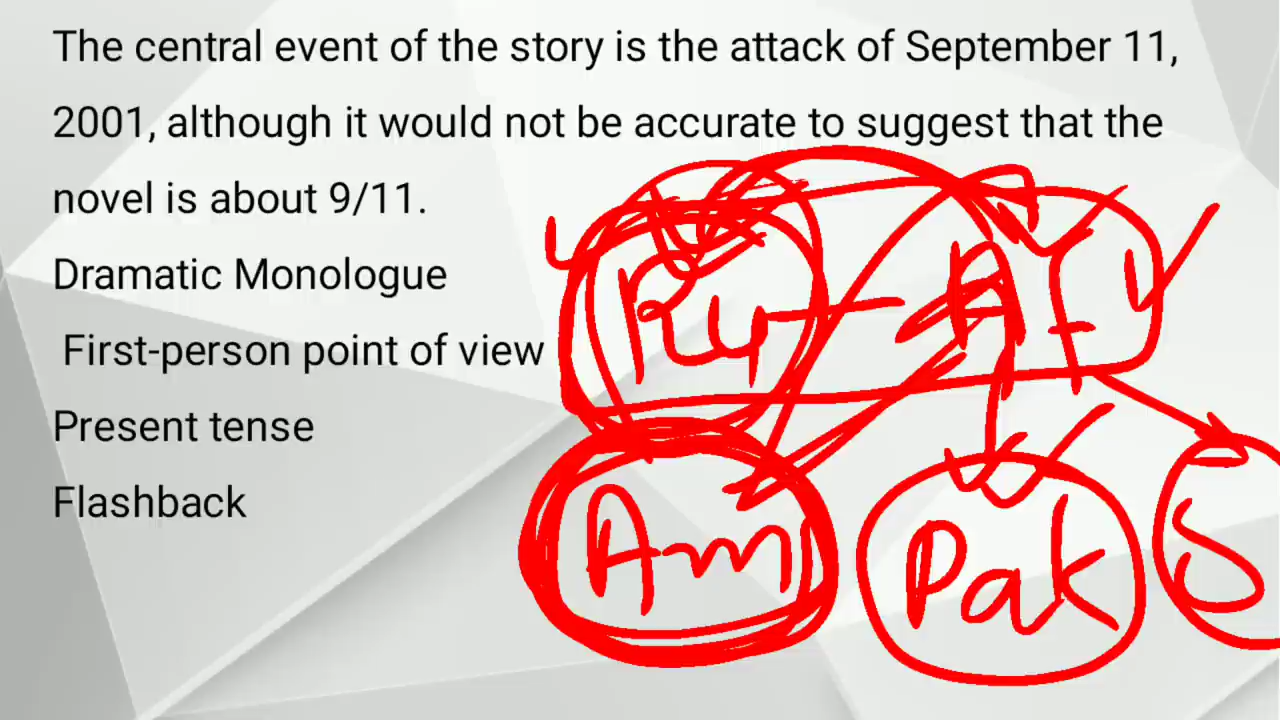 The central event of the story is the attack of September 11,
2001, although it would not be accurate to suggest that the
novel is about 9/11.
Dramatic Monologue
First-person point of view
Present tense
Flashback
Am Pak S